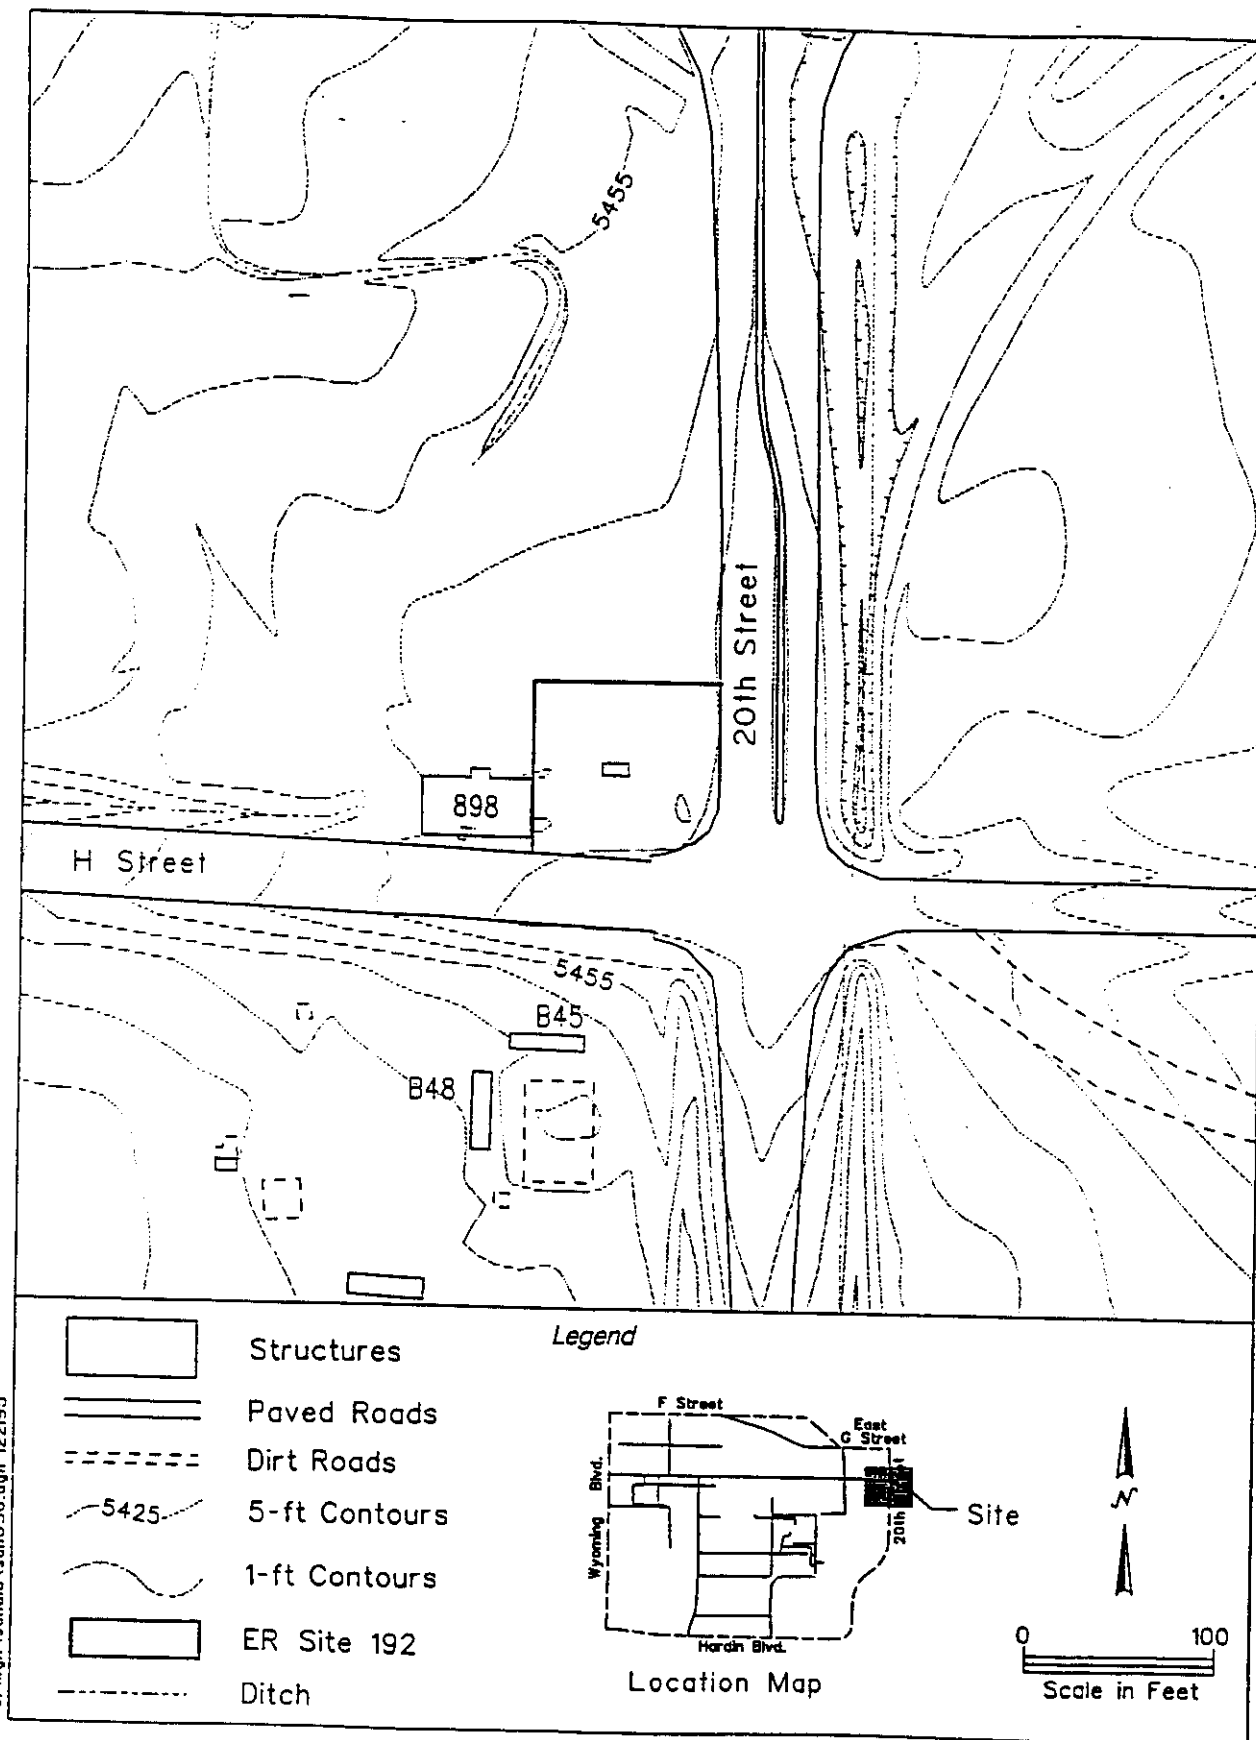 5455
20th Street
898
H Street
5455
B45
B48
Legend
Structures
Paved Roads
Dirt Roads
5425
5-ft Contours
1-ft Contours
ER Site 192
Ditch
F Street
East
G Street
Wyoming Blvd.
20th
Site
Hardin Blvd.
Location Map
N
0 100
Scale in Feet